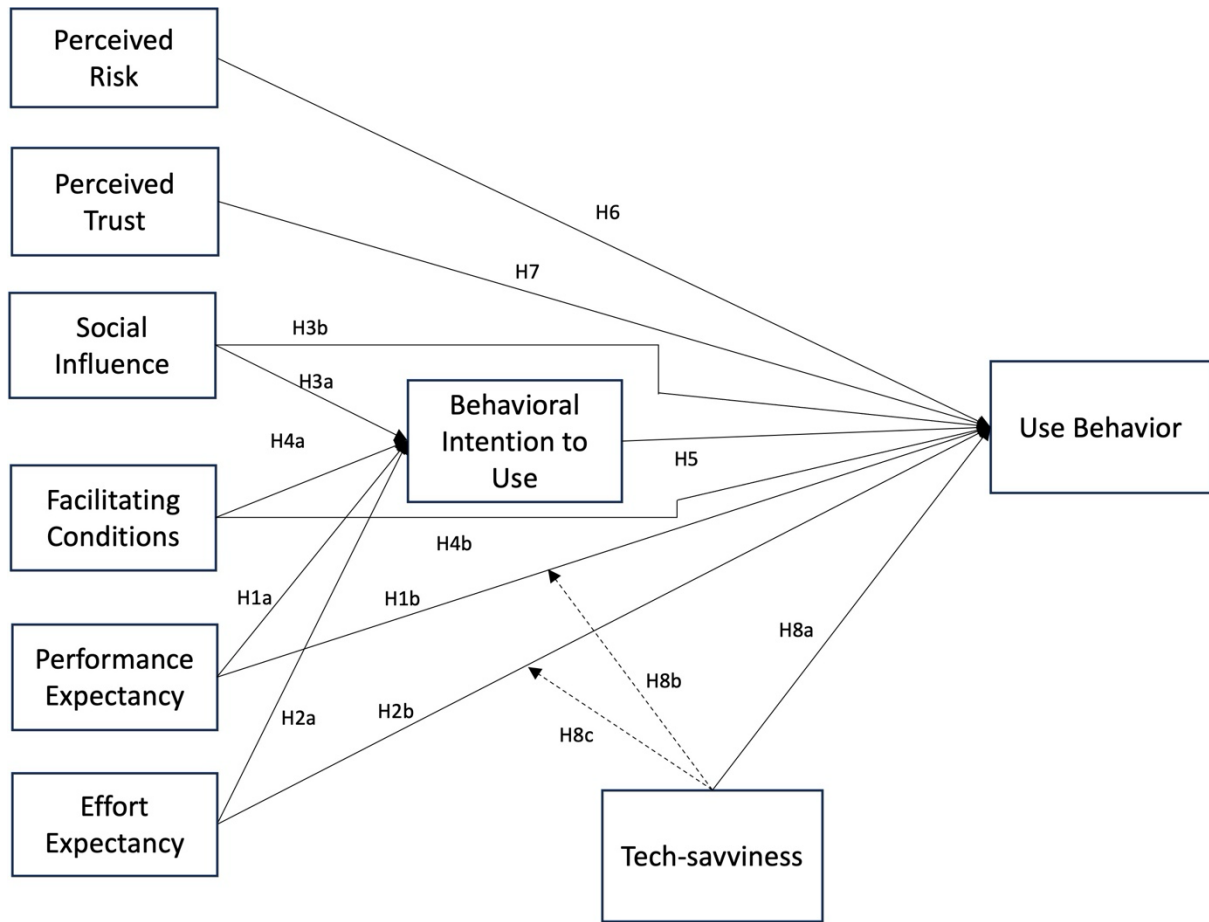 Perceived
Risk
Perceived
Trust
H6
H7
Social
Influence
H3b
H3a
Behavioral
Intention to
Use
Use Behavior
H4a
H5
Facilitating
Conditions
H4b
H1a
H1b
Performance
Expectancy
H8a
H8b
H2a
H2b
H8c
Effort
Expectancy
Tech-savviness